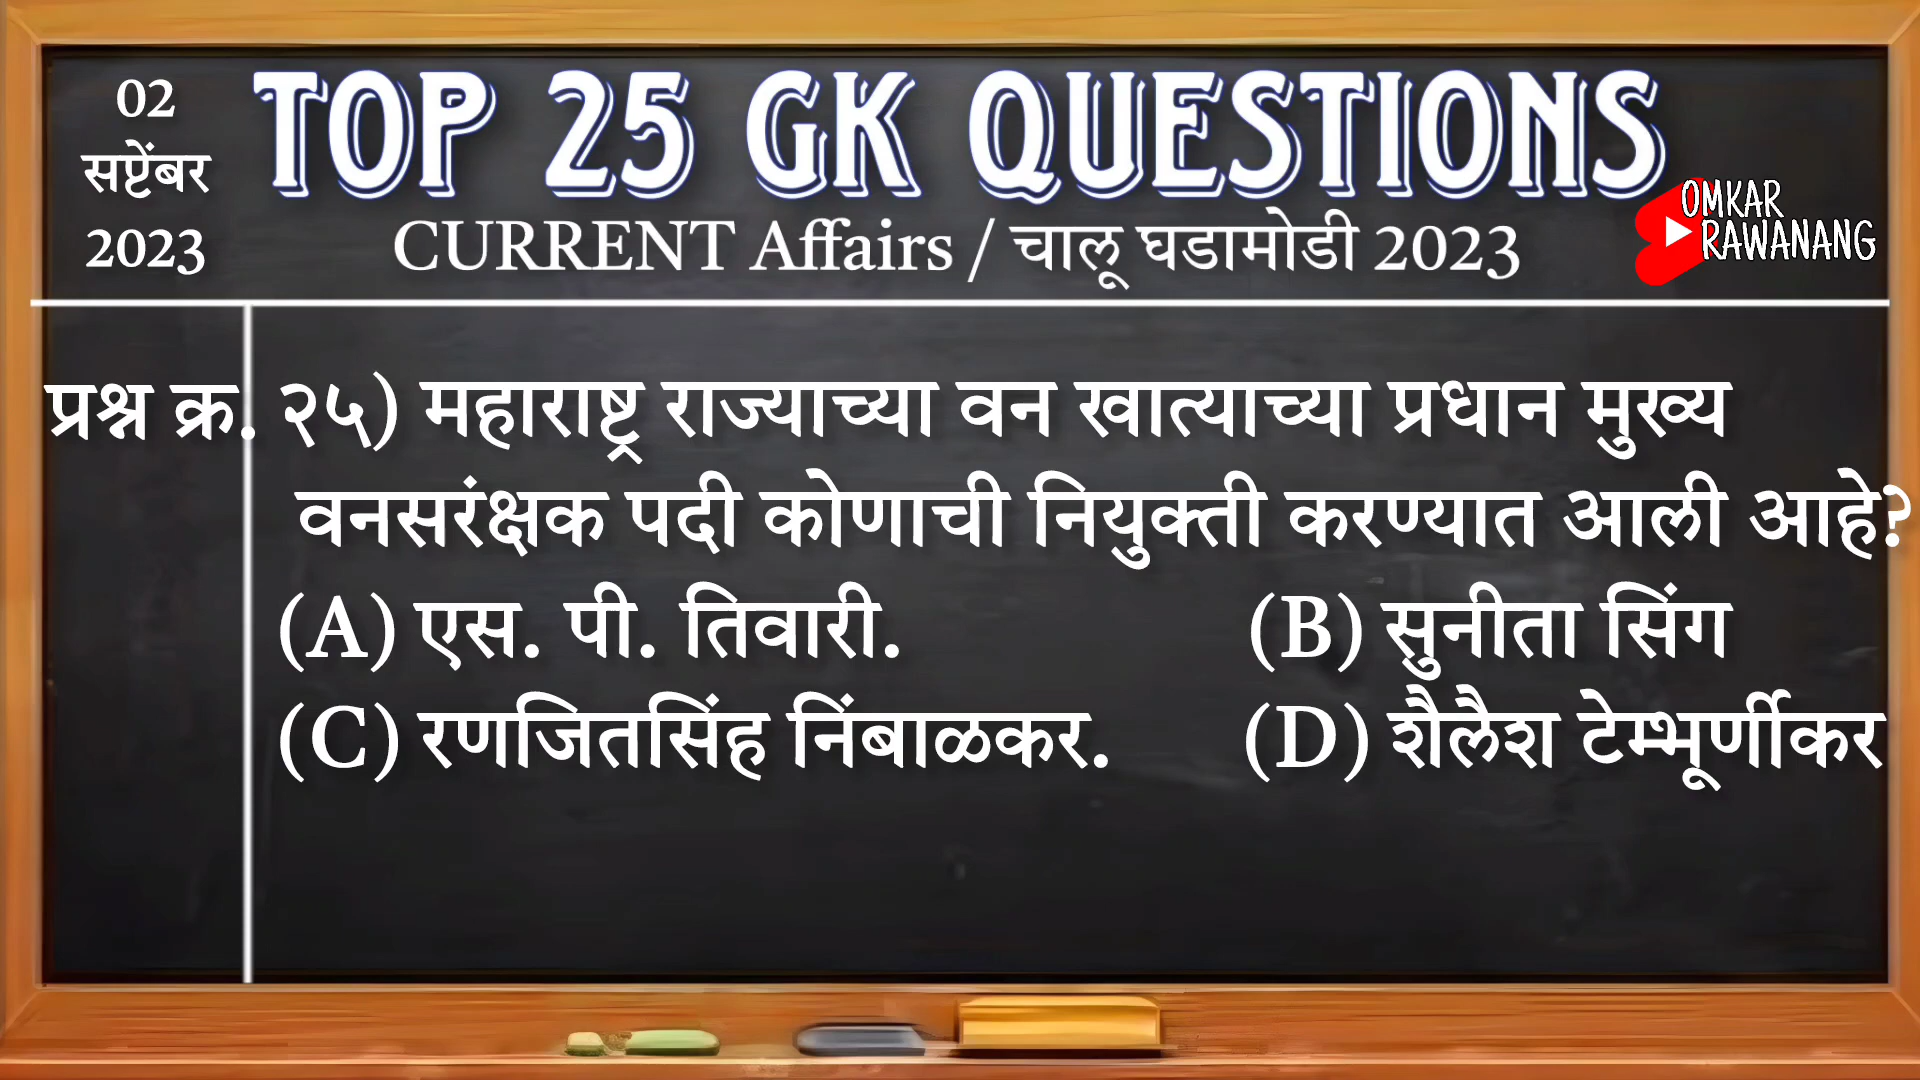 02
सप्टेंबर
2023
TOP 25 GK QUESTIONS
CURRENT Affairs / चालू घडामोडी 2023
OMKAR
RAWANANG
प्रश्न क्र. २५) महाराष्ट्र राज्याच्या वन खात्याच्या प्रधान मुख्य
वनसरंक्षक पदी कोणाची नियुक्ती करण्यात आली आहे?
(A) एस. पी. तिवारी. (B) सुनीता सिंग
(C) रणजितसिंह निंबाळकर. (D) शैलैश टेम्भूर्णीकर